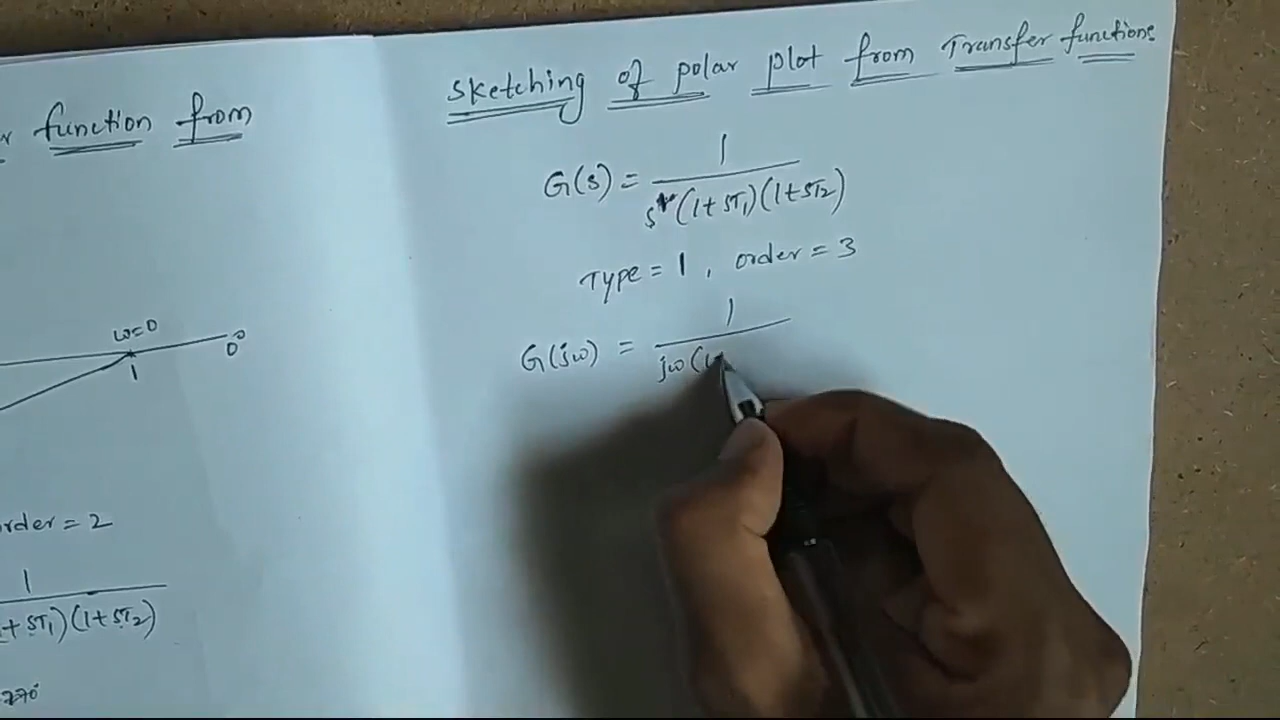 function from
ω=0
0°
1
order = 2
1
+ ST1)(1+ST2)
-270°
Sketching of polar plot from Transfer functions
G(s) = 1
s (1+ST1)(1+ST2)
Type = 1, order = 3
G(jω) = 1
jω(1